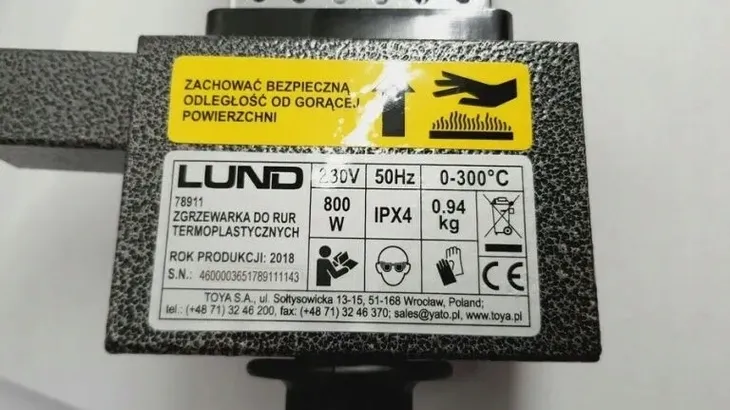 ZACHOWAĆ BEZPIECZNĄ
ODLEGŁOŚĆ OD GORĄCEJ
POWIERZCHNI
LUND
230V 50Hz 0-300°C
78911
ZGRZEWARKA DO RUR
TERMOPLASTYCZNYCH
800 W IPX4 0.94 kg
ROK PRODUKCJI: 2018
S.N.: 4600003651789111143
CE
TOYA S.A., ul. Sołtysowicka 13-15, 51-168 Wrocław, Poland;
tel.: (+48 71) 32 46 200, fax: (+48 71) 32 46 370; sales@yato.pl, www.toya.pl